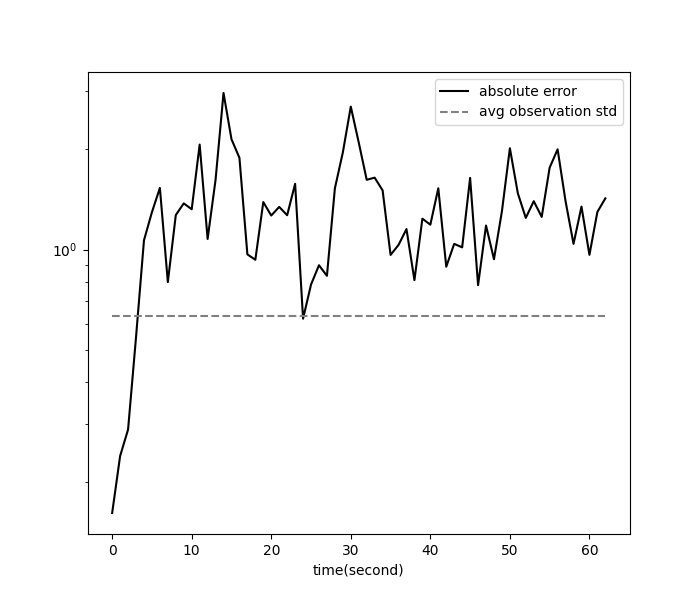 absolute error
avg observation std
10⁰
0 10 20 30 40 50 60
time(second)